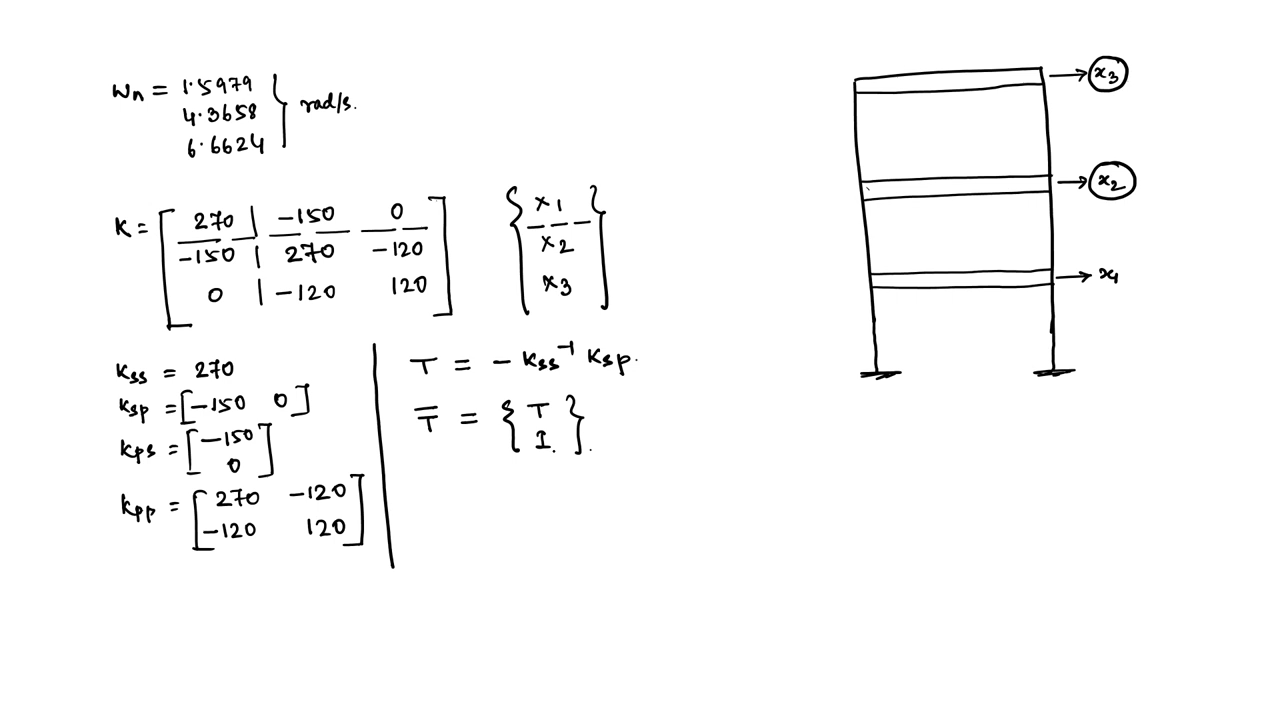 ωn = 1.5979
4.3658
6.6624
rad/s.
K = [ 270 | -150 0 ]
-150 | 270 -120
0 | -120 120
{ x1
x2
x3 }
Kss = 270
Ksp = [-150 0]
Kps = [-150
0]
Kpp = [270 -120
-120 120]
T = - Kss⁻¹ Ksp.
T̅ = { T
I. }.
x3
x2
x1